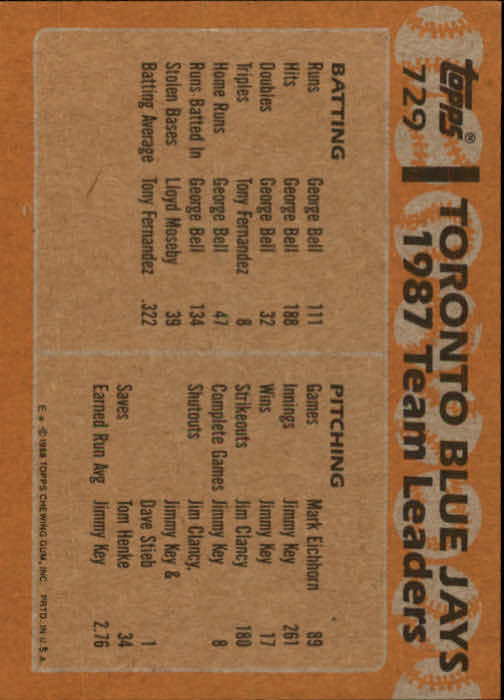 topps®
729
TORONTO BLUE JAYS
1987 Team Leaders
BATTING
Runs George Bell 111
Hits George Bell 188
Doubles George Bell 32
Triples Tony Fernandez 8
Home Runs George Bell 47
Runs Batted In George Bell 134
Stolen Bases Lloyd Moseby 39
Batting Average Tony Fernandez .322
PITCHING
Games Mark Eichhorn 89
Innings Jimmy Key 261
Wins Jimmy Key 17
Strikeouts Jim Clancy 180
Complete Games Jimmy Key 8
Shutouts Jim Clancy,
Jimmy Key &
Dave Stieb 1
Saves Tom Henke 34
Earned Run Avg Jimmy Key 2.76
E* ©1988 TOPPS CHEWING GUM, INC. PRTD. IN U.S.A.